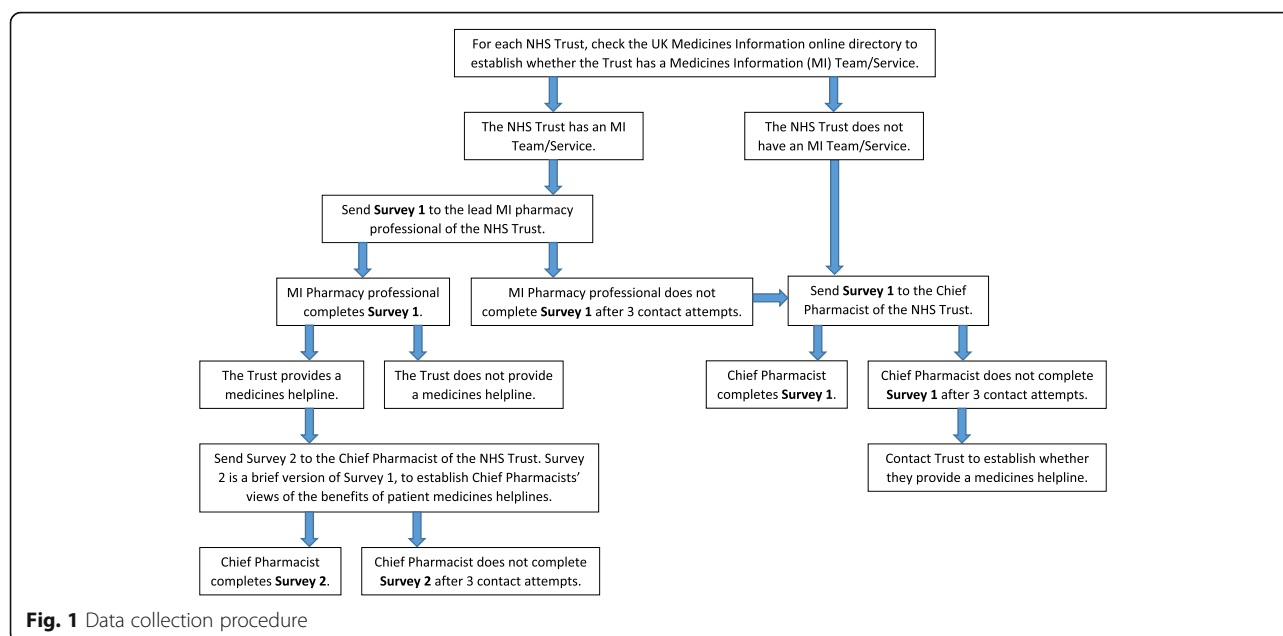 For each NHS Trust, check the UK Medicines Information online directory to
establish whether the Trust has a Medicines Information (MI) Team/Service.
The NHS Trust has an MI
Team/Service.
The NHS Trust does not
have an MI Team/Service.
Send Survey 1 to the lead MI pharmacy
professional of the NHS Trust.
MI Pharmacy professional
completes Survey 1.
MI Pharmacy professional does not
complete Survey 1 after 3 contact attempts.
Send Survey 1 to the Chief
Pharmacist of the NHS Trust.
The Trust provides a
medicines helpline.
The Trust does not provide
a medicines helpline.
Chief Pharmacist
completes Survey 1.
Chief Pharmacist does not complete
Survey 1 after 3 contact attempts.
Send Survey 2 to the Chief Pharmacist of the NHS Trust. Survey
2 is a brief version of Survey 1, to establish Chief Pharmacists’
views of the benefits of patient medicines helplines.
Contact Trust to establish whether
they provide a medicines helpline.
Chief Pharmacist
completes Survey 2.
Chief Pharmacist does not complete
Survey 2 after 3 contact attempts.
Fig. 1 Data collection procedure